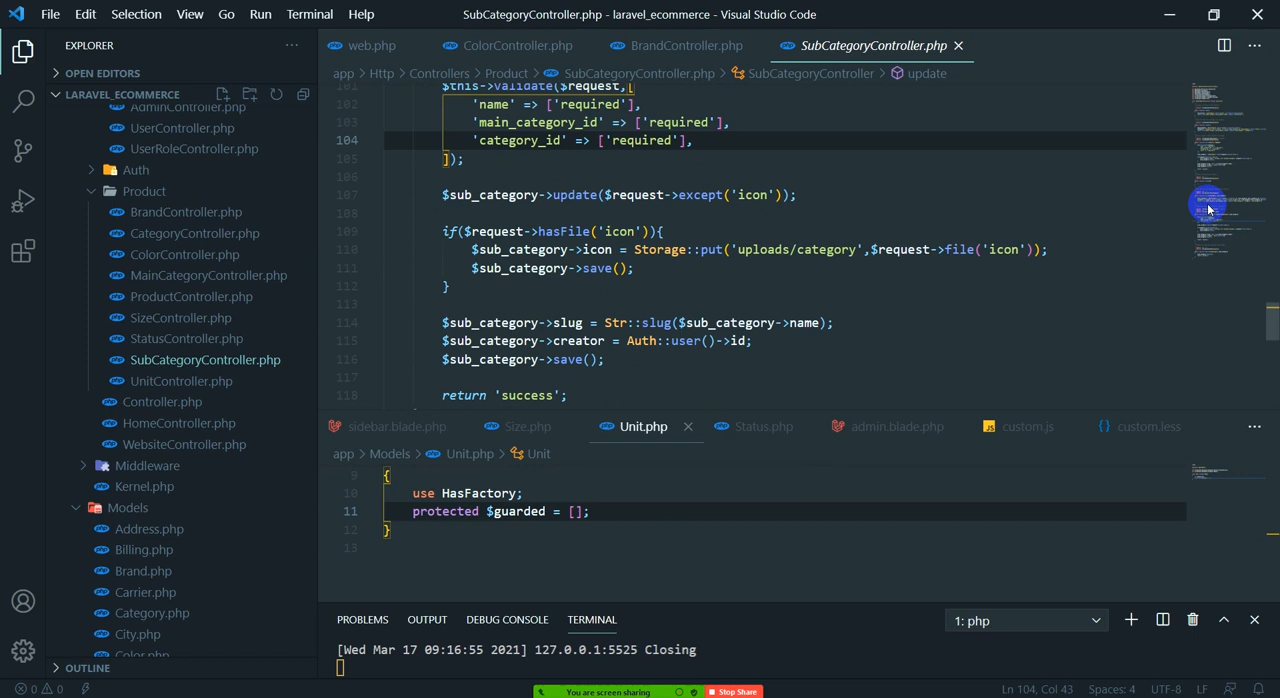 File Edit Selection View Go Run Terminal Help
SubCategoryController.php - laravel_ecommerce - Visual Studio Code
EXPLORER
OPEN EDITORS
LARAVEL_ECOMMERCE
AdminController.php
UserController.php
UserRoleController.php
Auth
Product
BrandController.php
CategoryController.php
ColorController.php
MainCategoryController.php
ProductController.php
SizeController.php
StatusController.php
SubCategoryController.php
UnitController.php
Controller.php
HomeController.php
WebsiteController.php
Middleware
Kernel.php
Models
Address.php
Billing.php
Brand.php
Carrier.php
Category.php
City.php
Color.php
OUTLINE
web.php ColorController.php BrandController.php SubCategoryController.php
app > Http > Controllers > Product > SubCategoryController.php > SubCategoryController > update
101 $this->validate($request,[
102 'name' => ['required'],
103 'main_category_id' => ['required'],
104 'category_id' => ['required'],
105 ]);
106
107 $sub_category->update($request->except('icon'));
108
109 if($request->hasFile('icon')){
110 $sub_category->icon = Storage::put('uploads/category',$request->file('icon'));
111 $sub_category->save();
112 }
113
114 $sub_category->slug = Str::slug($sub_category->name);
115 $sub_category->creator = Auth::user()->id;
116 $sub_category->save();
117
118 return 'success';
sidebar.blade.php Size.php Unit.php Status.php admin.blade.php custom.js custom.less
app > Models > Unit.php > Unit
9 {
10 use HasFactory;
11 protected $guarded = [];
12 }
13
PROBLEMS OUTPUT DEBUG CONSOLE TERMINAL 1: php
[Wed Mar 17 09:16:55 2021] 127.0.0.1:5525 Closing
0 0 Ln 104, Col 43 Spaces: 4 UTF-8 LF PHP
You are screen sharing Stop Share